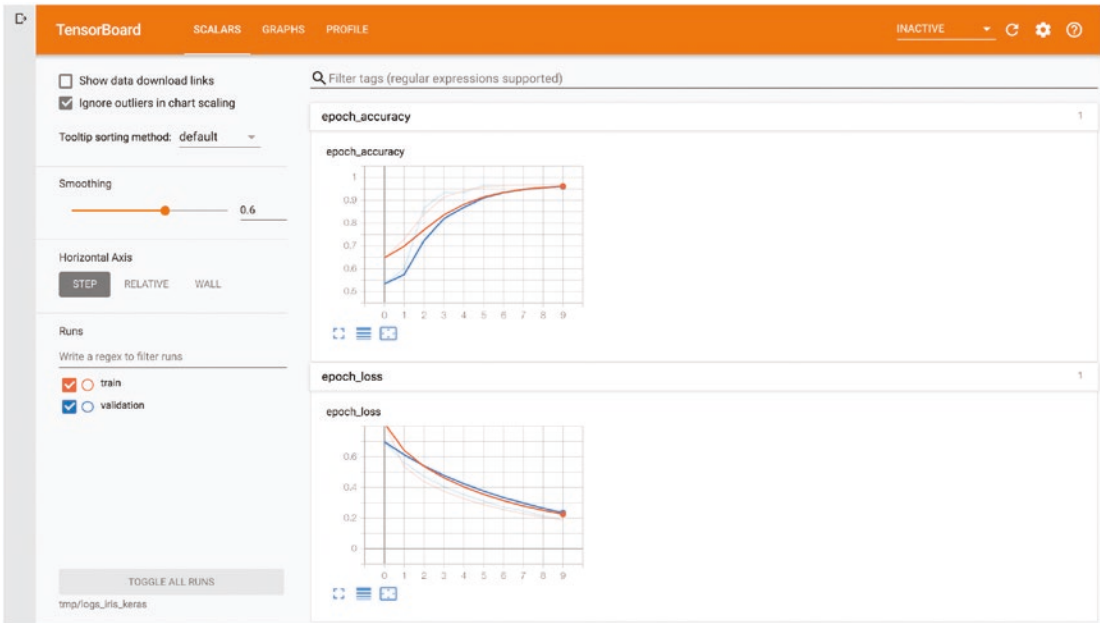 TensorBoard SCALARS GRAPHS PROFILE INACTIVE
Show data download links
Ignore outliers in chart scaling
Tooltip sorting method: default
Smoothing
0.6
Horizontal Axis
STEP RELATIVE WALL
Runs
Write a regex to filter runs
train
validation
TOGGLE ALL RUNS
tmp/logs_iris_keras
Filter tags (regular expressions supported)
epoch_accuracy 1
epoch_accuracy
1
0.9
0.8
0.7
0.6
0.5
0 1 2 3 4 5 6 7 8 9
epoch_loss 1
epoch_loss
0.6
0.4
0.2
0
0 1 2 3 4 5 6 7 8 9